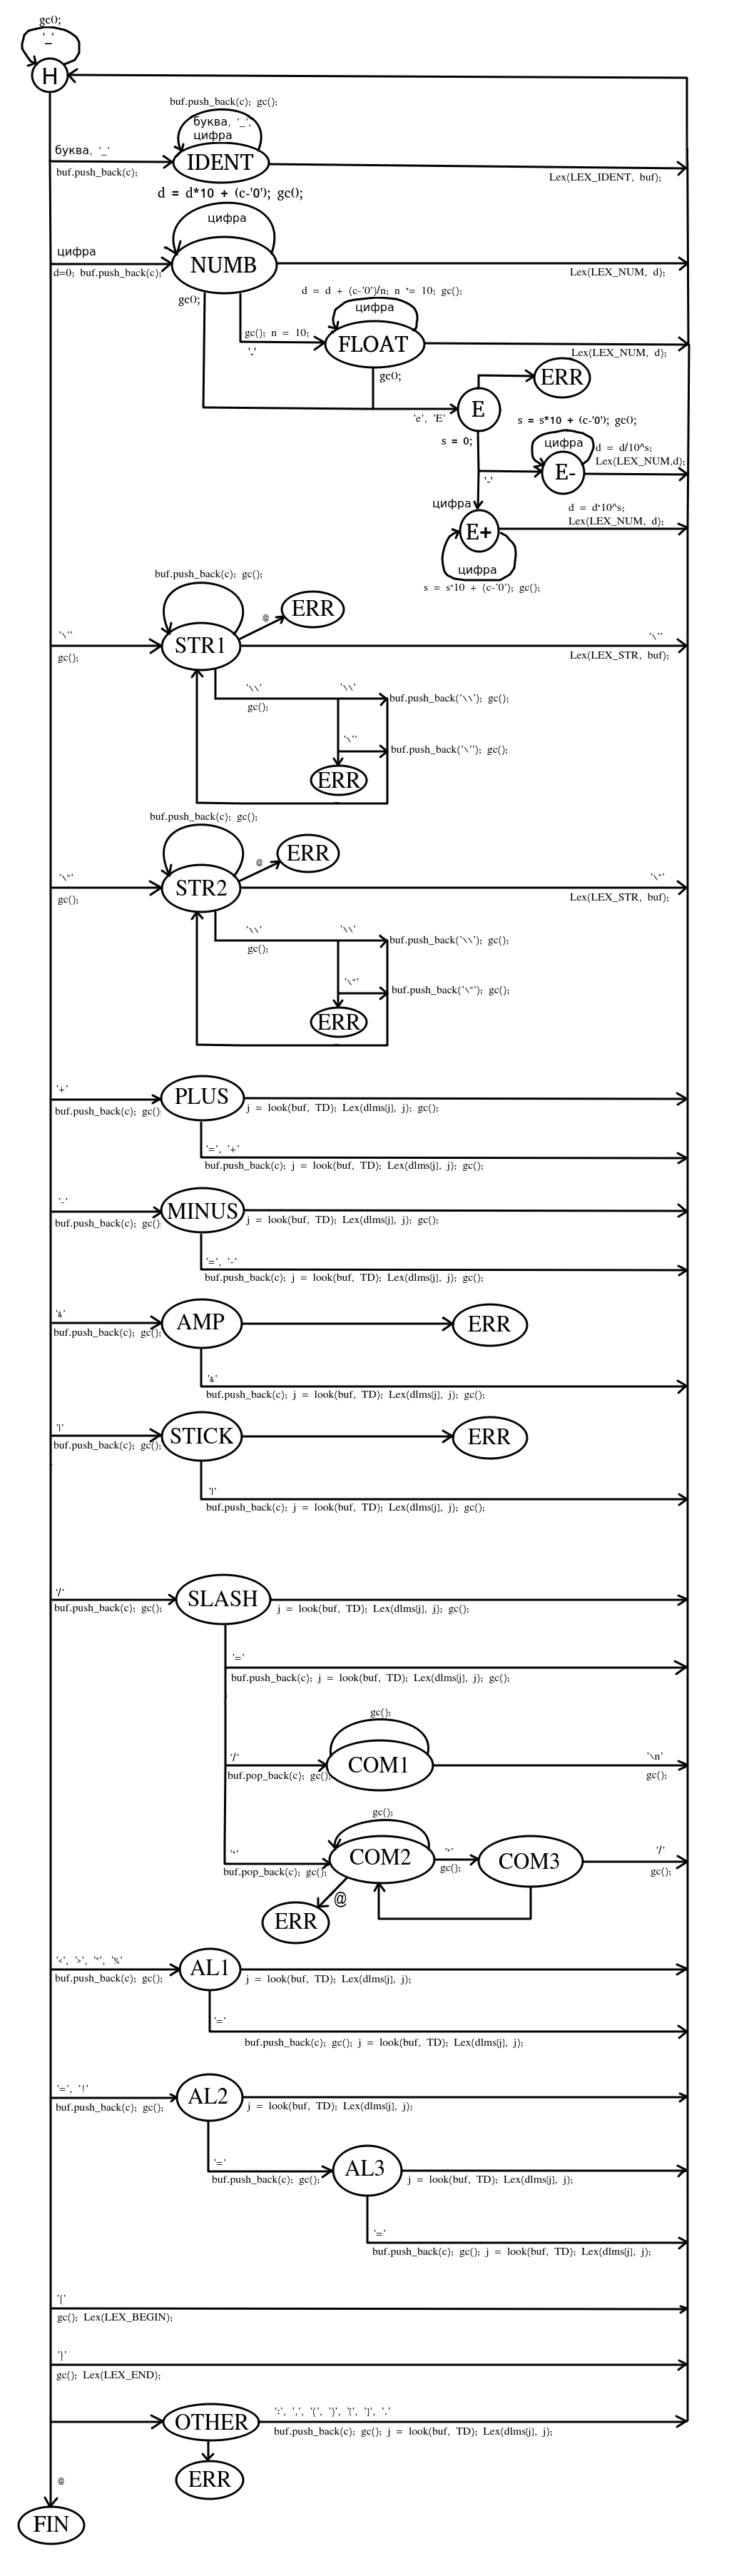 gc();
'_'
H
buf.push_back(c); gc();
буква, '_',
цифра
буква, '_'
IDENT
buf.push_back(c);
Lex(LEX_IDENT, buf);
d = d*10 + (c-'0'); gc();
цифра
цифра
NUMB
d=0; buf.push_back(c);
Lex(LEX_NUM, d);
gc();
d = d + (c-'0')/n; n *= 10; gc();
цифра
gc(); n = 10;
FLOAT
'.'
Lex(LEX_NUM, d);
gc();
ERR
'e', 'E'
E
s = s*10 + (c-'0'); gc();
s = 0;
цифра
d = d/10^s;
Lex(LEX_NUM,d);
E-
'-'
цифра
d = d*10^s;
Lex(LEX_NUM, d);
E+
цифра
s = s*10 + (c-'0'); gc();
buf.push_back(c); gc();
ERR
@
'\''
STR1
'\''
gc();
Lex(LEX_STR, buf);
'\\'
'\\'
buf.push_back('\\'); gc();
gc();
'\''
buf.push_back('\''); gc();
ERR
buf.push_back(c); gc();
ERR
@
'\"'
STR2
'\"'
gc();
Lex(LEX_STR, buf);
'\\'
'\\'
buf.push_back('\\'); gc();
gc();
'\"'
buf.push_back('\"'); gc();
ERR
'+'
PLUS
buf.push_back(c); gc();
j = look(buf, TD); Lex(dlms[j], j); gc();
'=', '+'
buf.push_back(c); j = look(buf, TD); Lex(dlms[j], j); gc();
'-'
MINUS
buf.push_back(c); gc();
j = look(buf, TD); Lex(dlms[j], j); gc();
'=', '-'
buf.push_back(c); j = look(buf, TD); Lex(dlms[j], j); gc();
'&'
AMP
ERR
buf.push_back(c); gc();
'&'
buf.push_back(c); j = look(buf, TD); Lex(dlms[j], j); gc();
'|'
STICK
ERR
buf.push_back(c); gc();
'|'
buf.push_back(c); j = look(buf, TD); Lex(dlms[j], j); gc();
'/'
SLASH
buf.push_back(c); gc();
j = look(buf, TD); Lex(dlms[j], j); gc();
'='
buf.push_back(c); j = look(buf, TD); Lex(dlms[j], j); gc();
gc();
'/'
COM1
'\n'
buf.pop_back(c); gc();
gc();
gc();
'*'
COM2
'*'
COM3
'/'
buf.pop_back(c); gc();
gc();
gc();
@
ERR
'<', '>', '*', '%'
AL1
buf.push_back(c); gc();
j = look(buf, TD); Lex(dlms[j], j);
'='
buf.push_back(c); gc(); j = look(buf, TD); Lex(dlms[j], j);
'=', '!'
AL2
buf.push_back(c); gc();
j = look(buf, TD); Lex(dlms[j], j);
'='
AL3
buf.push_back(c); gc();
j = look(buf, TD); Lex(dlms[j], j);
'='
buf.push_back(c); gc(); j = look(buf, TD); Lex(dlms[j], j);
'{'
gc(); Lex(LEX_BEGIN);
'}'
gc(); Lex(LEX_END);
OTHER
':', ',', '(', ')', '[', ']', '.'
buf.push_back(c); gc(); j = look(buf, TD); Lex(dlms[j], j);
ERR
@
FIN